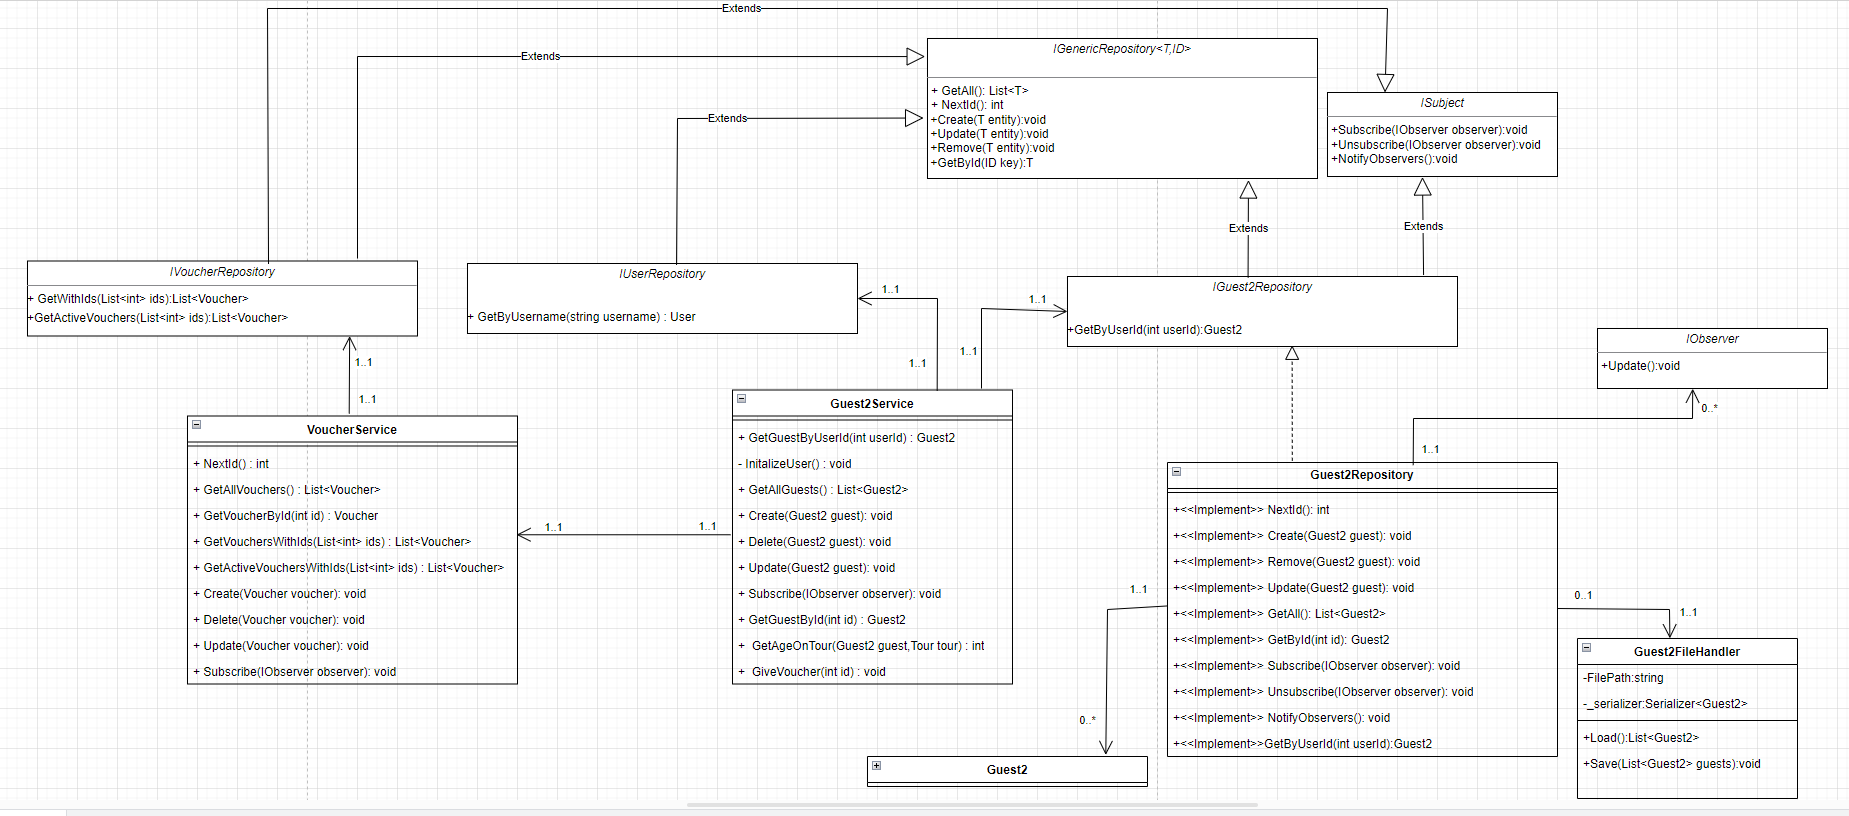 Extends
IGenericRepository<T,ID>
+ GetAll(): List<T>
+ NextId(): int
+Create(T entity):void
+Update(T entity):void
+Remove(T entity):void
+GetById(ID key):T
Extends
Extends
ISubject
+Subscribe(IObserver observer):void
+Unsubscribe(IObserver observer):void
+NotifyObservers():void
Extends
Extends
IVoucherRepository
+ GetWithIds(List<int> ids):List<Voucher>
+GetActiveVouchers(List<int> ids):List<Voucher>
IUserRepository
+ GetByUsername(string username) : User
IGuest2Repository
+GetByUserId(int userId):Guest2
1..1
1..1
1..1
1..1
1..1
1..1
IObserver
+Update():void
0..*
1..1
VoucherService
+ NextId() : int
+ GetAllVouchers() : List<Voucher>
+ GetVoucherById(int id) : Voucher
+ GetVouchersWithIds(List<int> ids) : List<Voucher>
+ GetActiveVouchersWithIds(List<int> ids) : List<Voucher>
+ Create(Voucher voucher): void
+ Delete(Voucher voucher): void
+ Update(Voucher voucher): void
+ Subscribe(IObserver observer): void
1..1
1..1
Guest2Service
+ GetGuestByUserId(int userId) : Guest2
- InitalizeUser() : void
+ GetAllGuests() : List<Guest2>
+ Create(Guest2 guest): void
+ Delete(Guest2 guest): void
+ Update(Guest2 guest): void
+ Subscribe(IObserver observer): void
+ GetGuestById(int id) : Guest2
+ GetAgeOnTour(Guest2 guest,Tour tour) : int
+ GiveVoucher(int id) : void
Guest2Repository
+<<Implement>> NextId(): int
+<<Implement>> Create(Guest2 guest): void
+<<Implement>> Remove(Guest2 guest): void
+<<Implement>> Update(Guest2 guest): void
+<<Implement>> GetAll(): List<Guest2>
+<<Implement>> GetById(int id): Guest2
+<<Implement>> Subscribe(IObserver observer): void
+<<Implement>> Unsubscribe(IObserver observer): void
+<<Implement>> NotifyObservers(): void
+<<Implement>>GetByUserId(int userId):Guest2
1..1
0..*
Guest2
0..1
1..1
Guest2FileHandler
-FilePath:string
-_serializer:Serializer<Guest2>
+Load():List<Guest2>
+Save(List<Guest2> guests):void